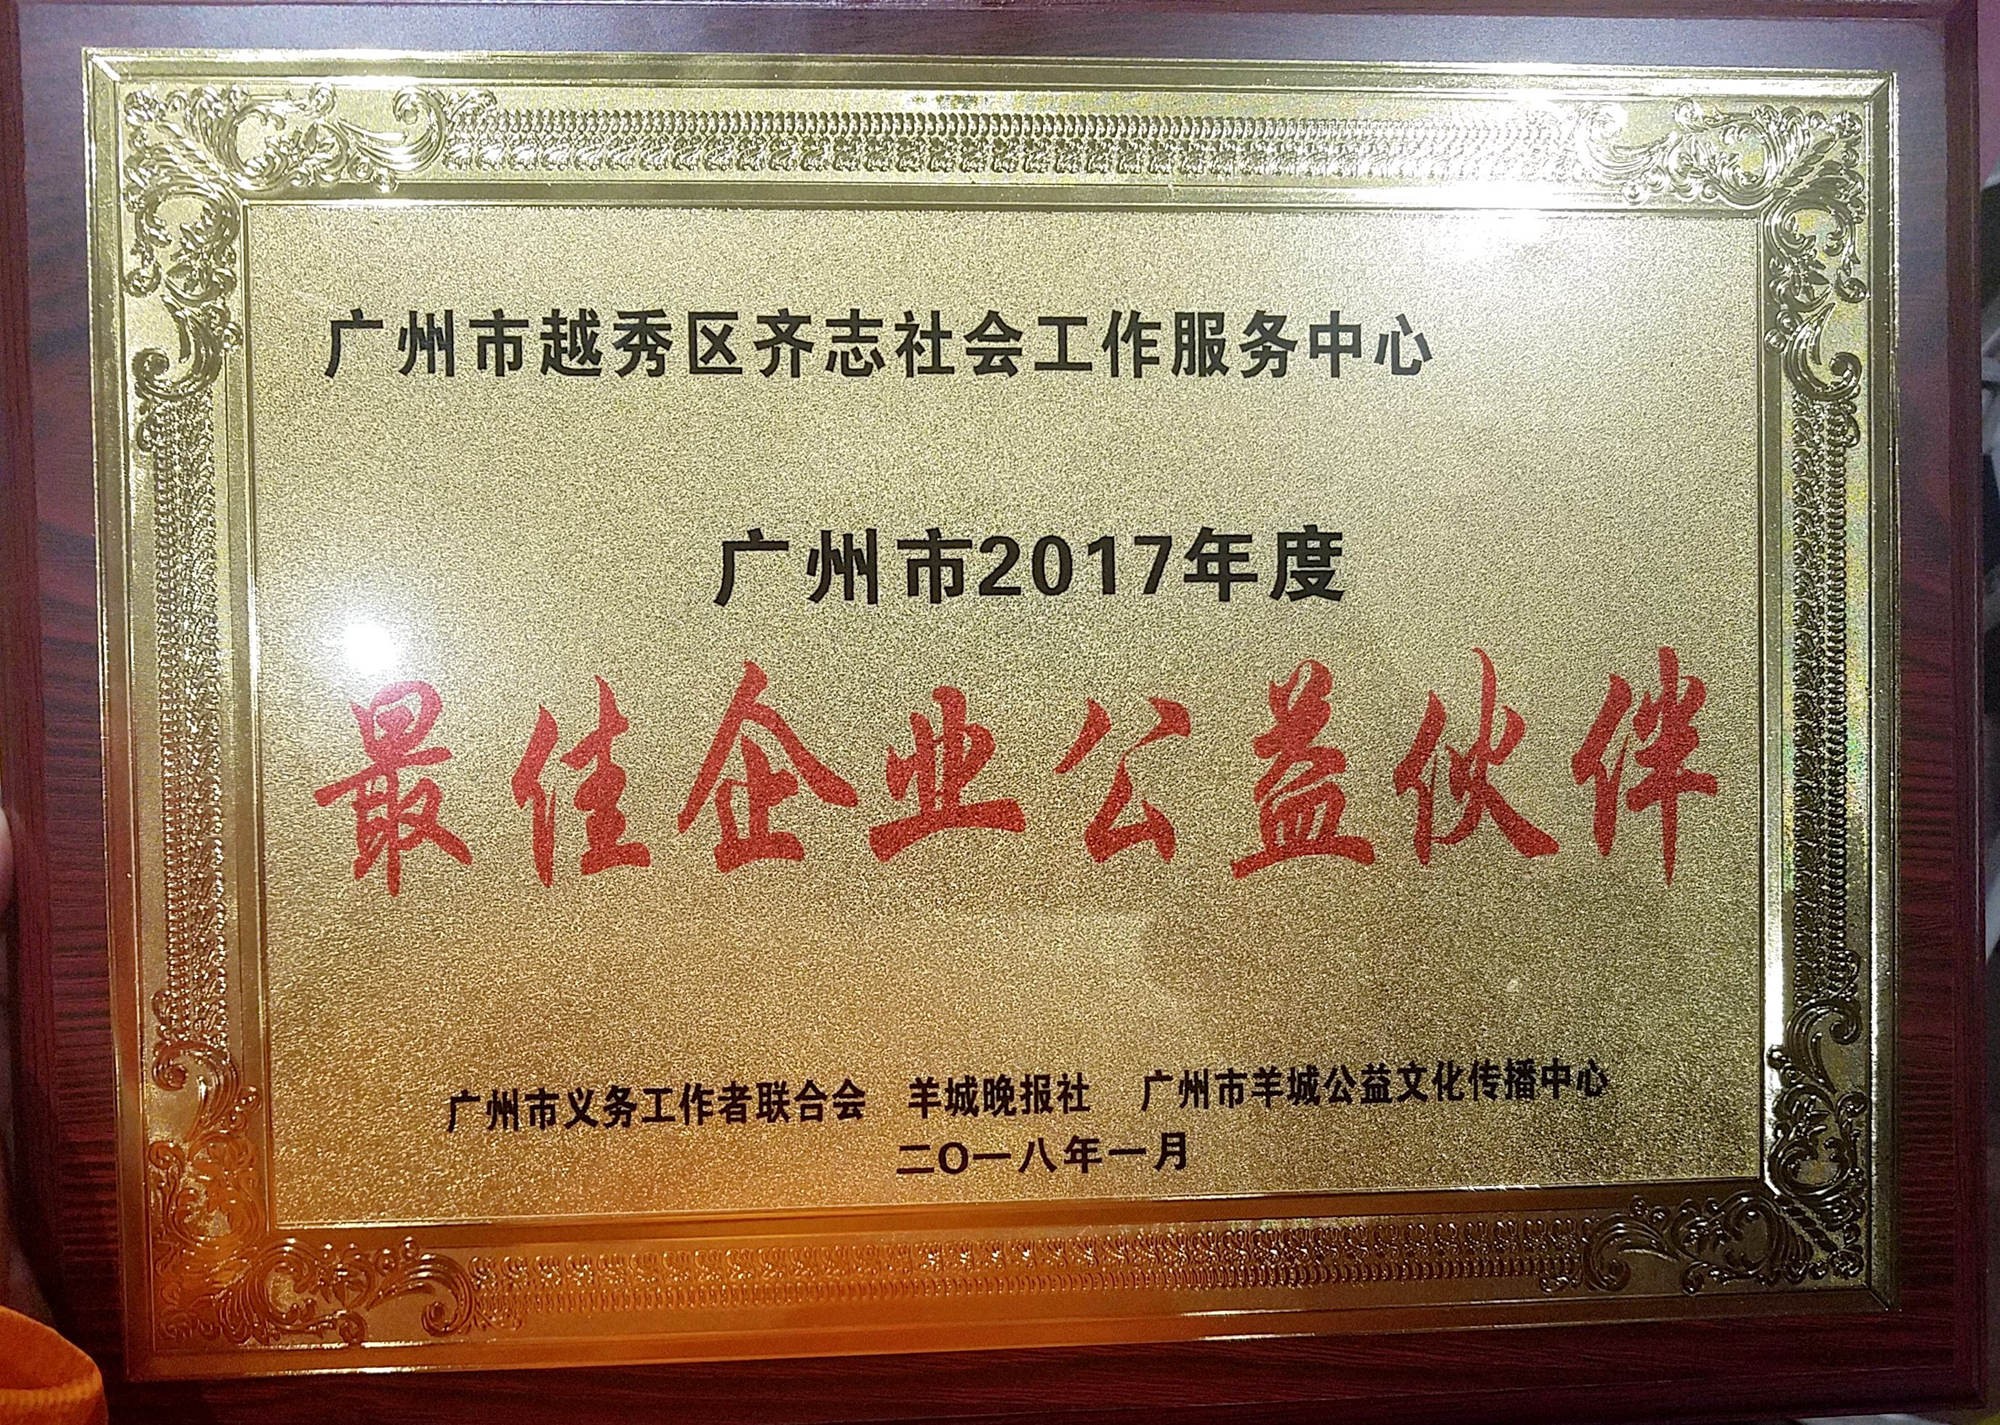 广州市越秀区齐志社会工作服务中心
广州市2017年度
最佳企业公益伙伴
广州市义务工作者联合会 羊城晚报社 广州市羊城公益文化传播中心
二O一八年一月